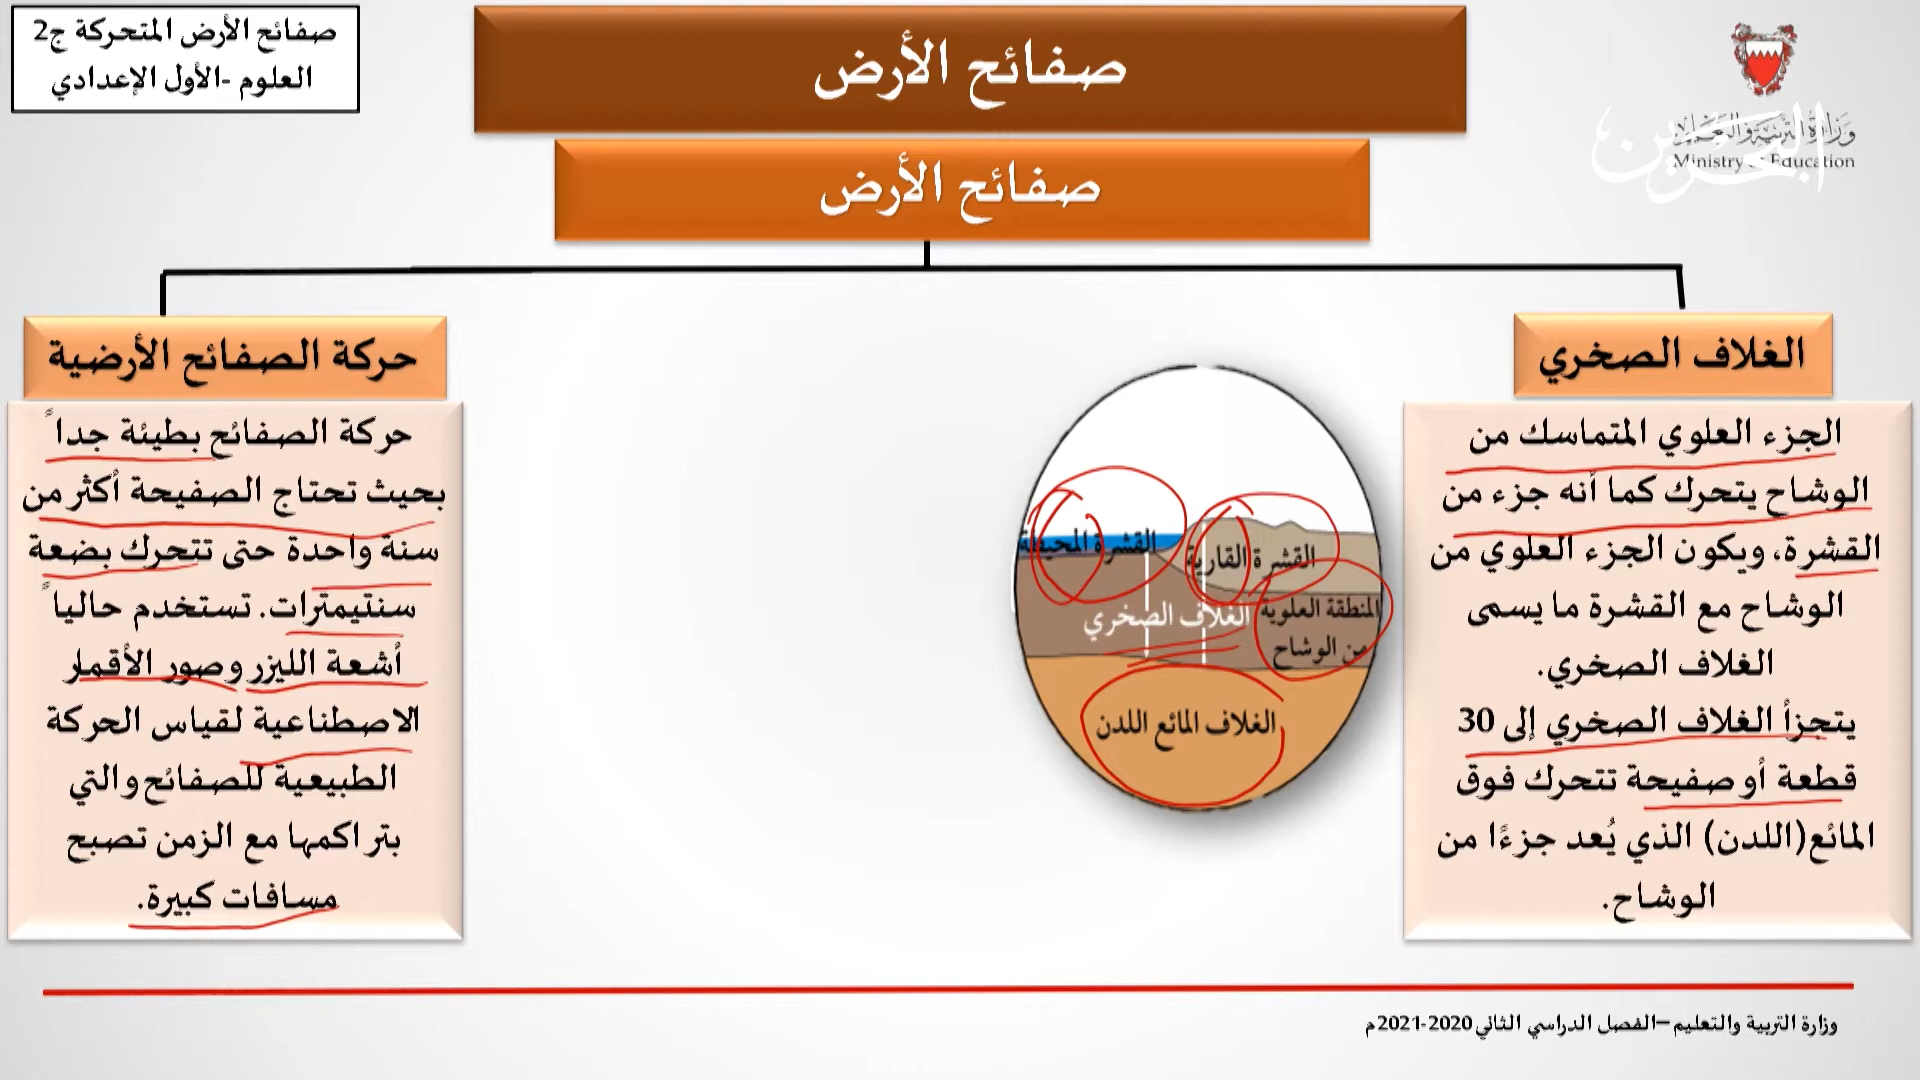 صفائح الأرض المتحركة ج2
العلوم -الأول الإعدادي
صفائح الأرض
صفائح الأرض
وزارة التربية والتعليم
Ministry of Education
البحرين
الغلاف الصخري
الجزء العلوي المتماسك من
الوشاح يتحرك كما أنه جزء من
القشرة، ويكون الجزء العلوي من
الوشاح مع القشرة ما يسمى
الغلاف الصخري.
يتجزأ الغلاف الصخري إلى 30
قطعة أو صفيحة تتحرك فوق
المائع(اللدن) الذي يُعد جزءًا من
الوشاح.
القشرة المحيطية
القشرة القارية
الغلاف الصخري
المنطقة العلوية
من الوشاح
الغلاف المائع اللدن
حركة الصفائح الأرضية
حركة الصفائح بطيئة جداً
بحيث تحتاج الصفيحة أكثر من
سنة واحدة حتى تتحرك بضعة
سنتيمترات. تستخدم حالياً
أشعة الليزر وصور الأقمار
الاصطناعية لقياس الحركة
الطبيعية للصفائح والتي
بتراكمها مع الزمن تصبح
مسافات كبيرة.
وزارة التربية والتعليم –الفصل الدراسي الثاني 2020-2021م